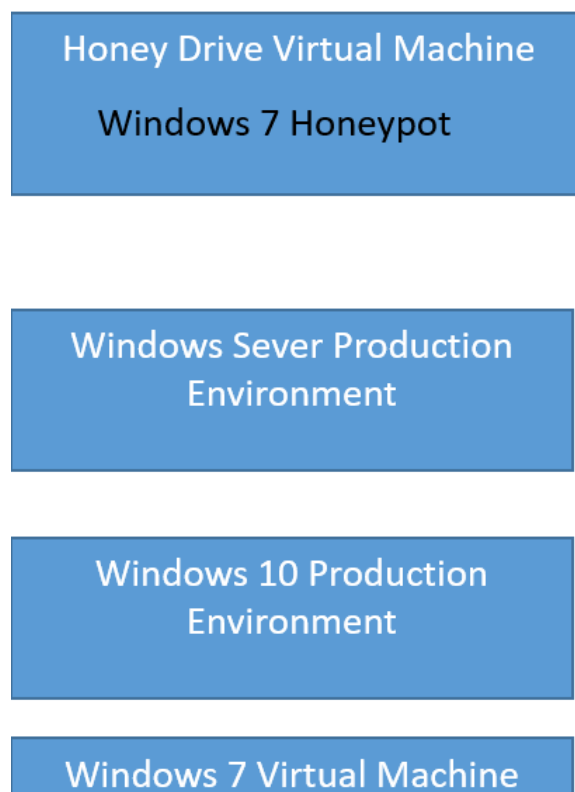 Honey Drive Virtual Machine
Windows 7 Honeypot
Windows Sever Production
Environment
Windows 10 Production
Environment
Windows 7 Virtual Machine